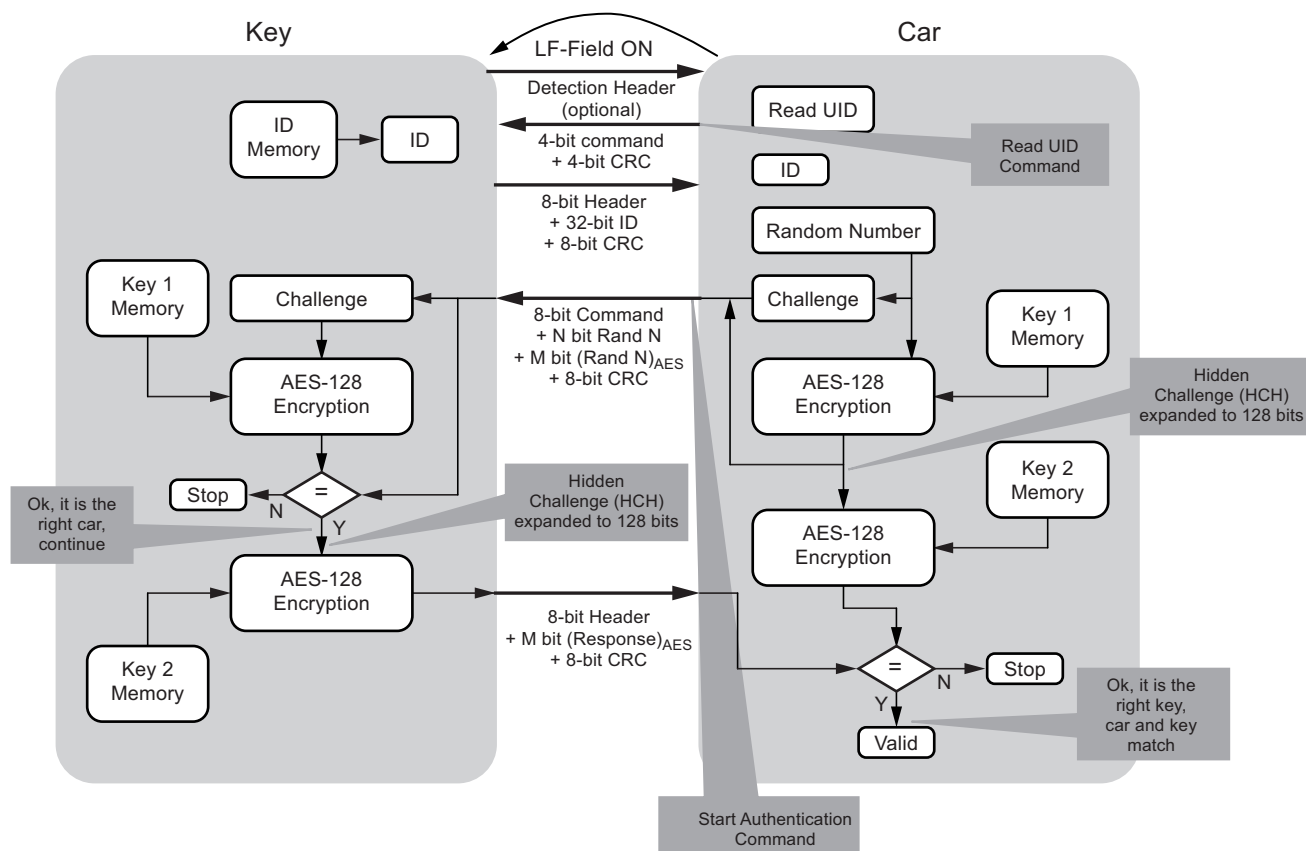 Key
Car
LF-Field ON
Detection Header
(optional)
4-bit command
+ 4-bit CRC
8-bit Header
+ 32-bit ID
+ 8-bit CRC
8-bit Command
+ N bit Rand N
+ M bit (Rand N)AES
+ 8-bit CRC
8-bit Header
+ M bit (Response)AES
+ 8-bit CRC
ID
Memory
ID
Key 1
Memory
Challenge
AES-128
Encryption
=
N
Stop
Y
Ok, it is the
right car,
continue
Hidden
Challenge (HCH)
expanded to 128 bits
AES-128
Encryption
Key 2
Memory
Read UID
Read UID
Command
ID
Random Number
Challenge
Key 1
Memory
AES-128
Encryption
Hidden
Challenge (HCH)
expanded to 128 bits
Key 2
Memory
AES-128
Encryption
=
N
Stop
Y
Valid
Ok, it is the
right key,
car and key
match
Start Authentication
Command